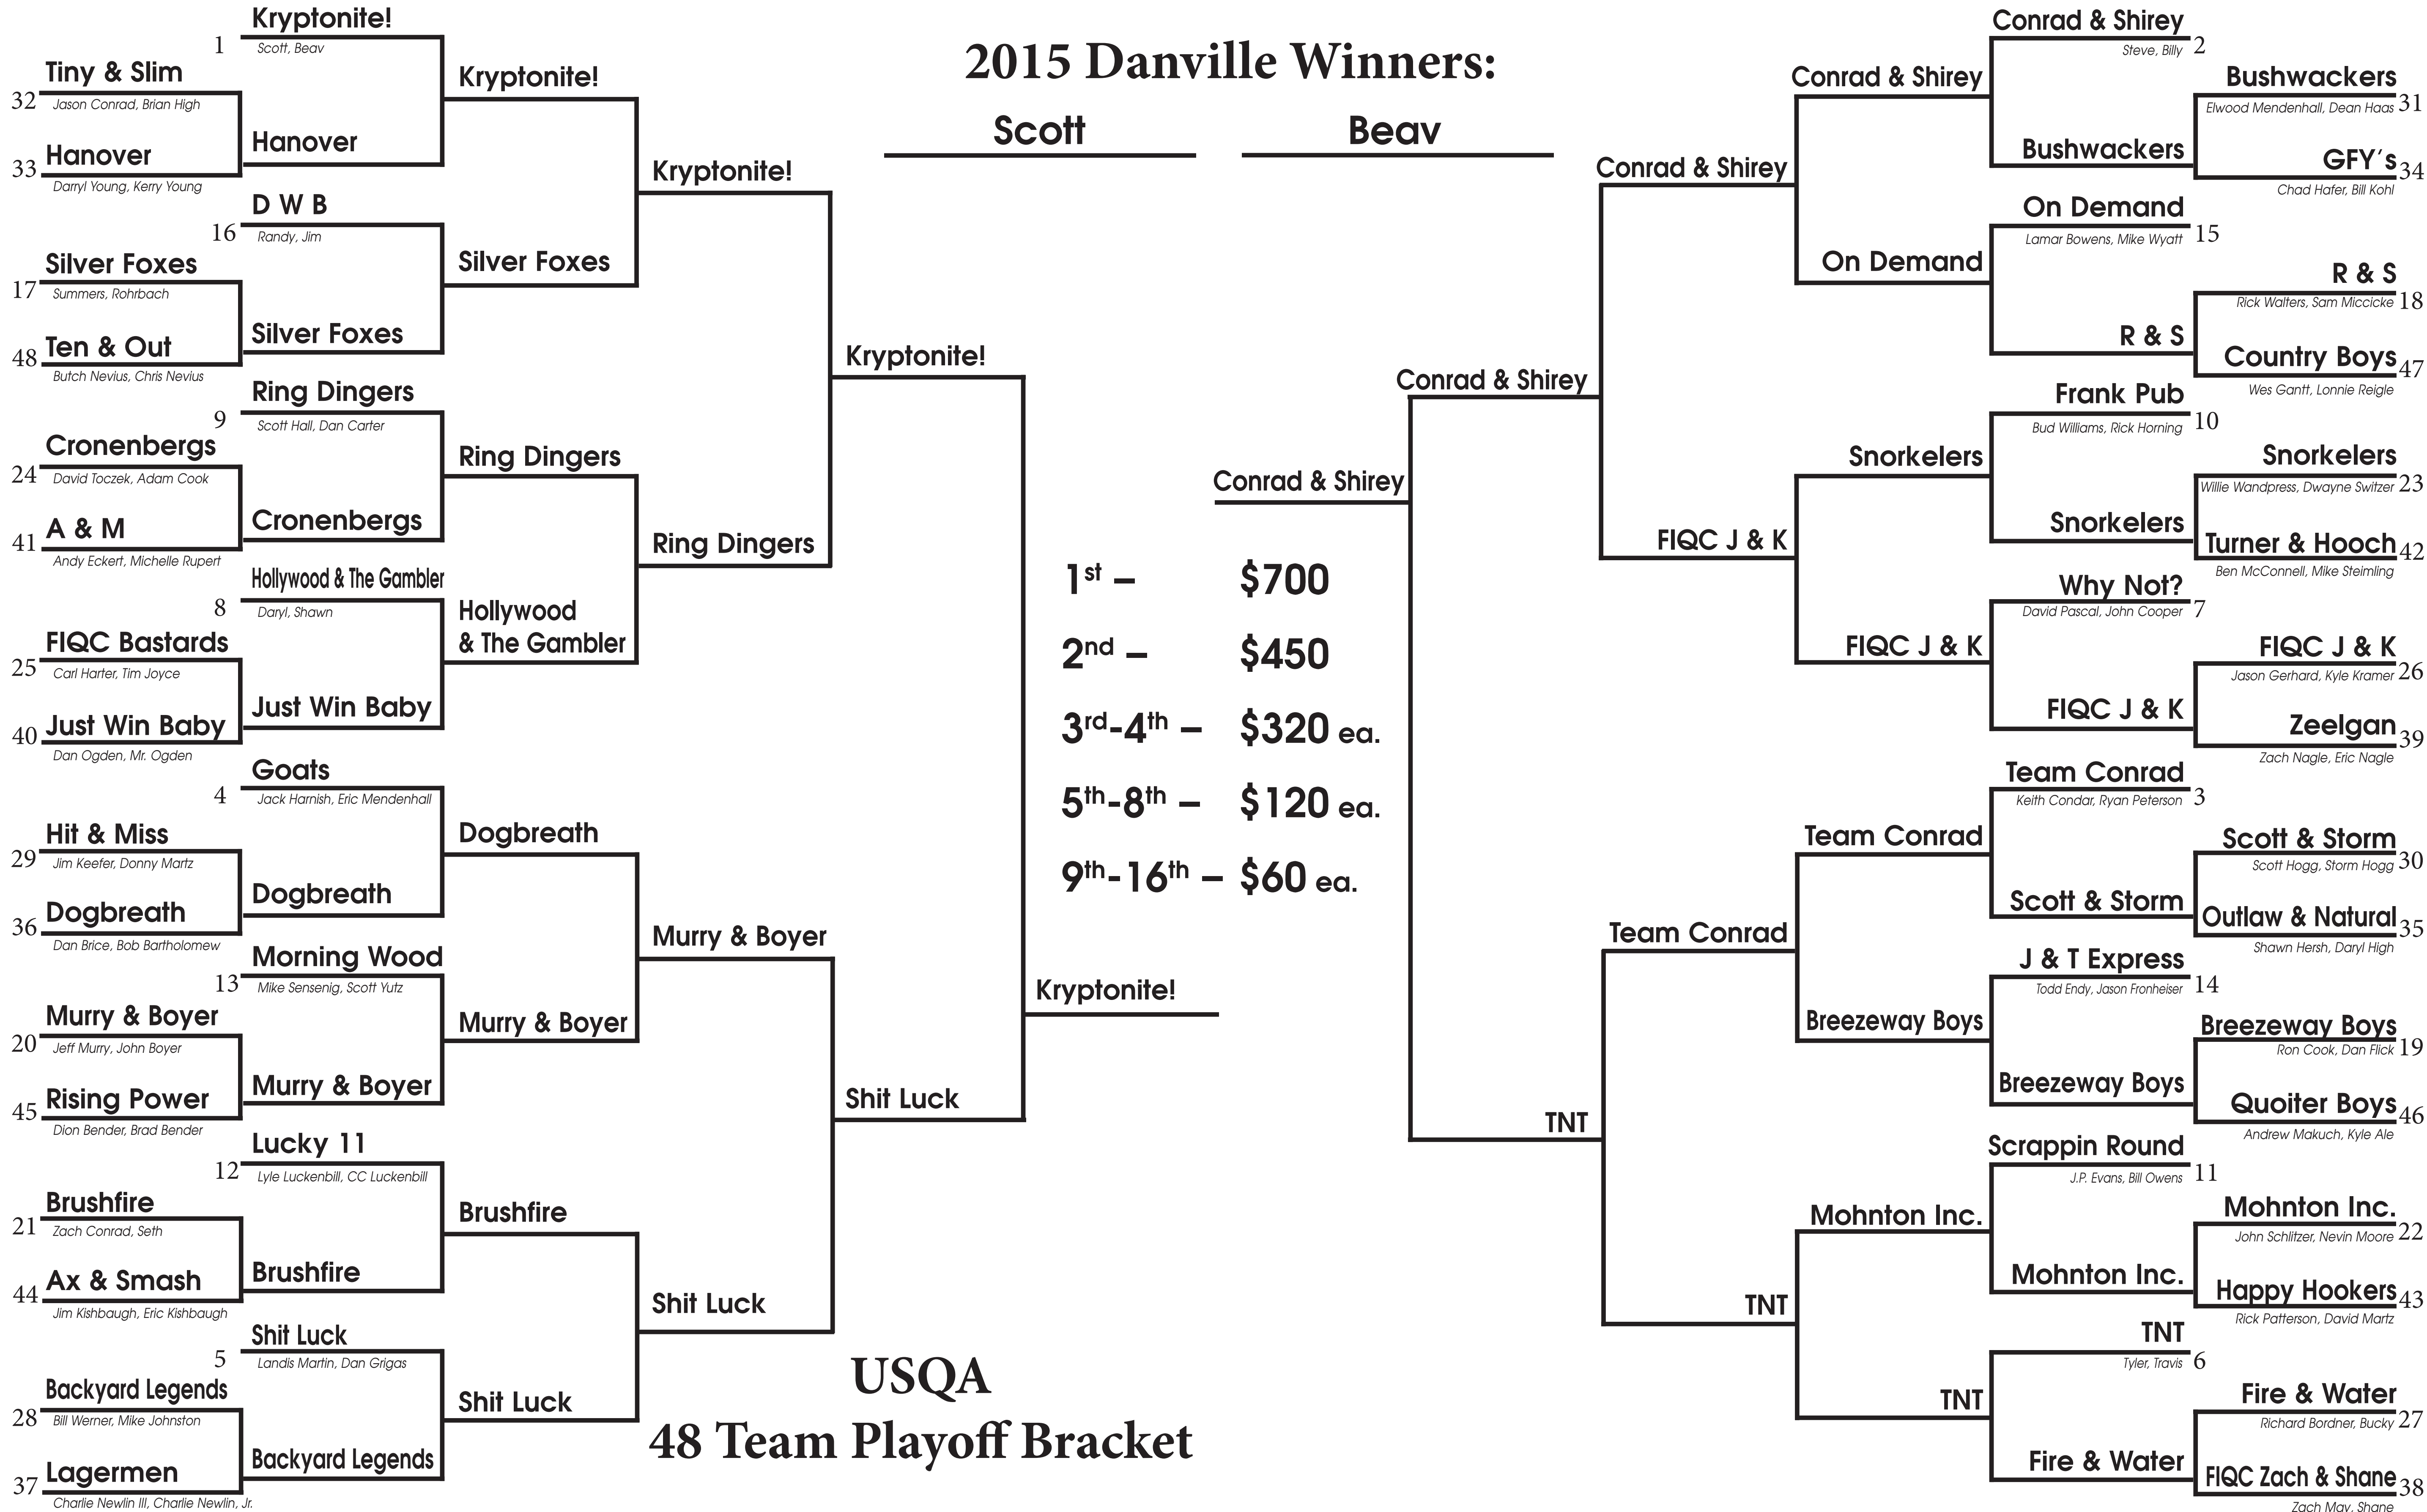 2015 Danville Winners:
Scott
Beav
Kryptonite!
1
Scott, Beav
Tiny & Slim
32
Jason Conrad, Brian High
Hanover
33
Darryl Young, Kerry Young
Hanover
D W B
16
Randy, Jim
Silver Foxes
17
Summers, Rohrbach
Ten & Out
48
Butch Nevius, Chris Nevius
Silver Foxes
Ring Dingers
9
Scott Hall, Dan Carter
Cronenbergs
24
David Toczek, Adam Cook
A & M
41
Andy Eckert, Michelle Rupert
Cronenbergs
Hollywood & The Gambler
8
Daryl, Shawn
FIQC Bastards
25
Carl Harter, Tim Joyce
Just Win Baby
40
Dan Ogden, Mr. Ogden
Just Win Baby
Goats
4
Jack Harnish, Eric Mendenhall
Hit & Miss
29
Jim Keefer, Donny Martz
Dogbreath
36
Dan Brice, Bob Bartholomew
Dogbreath
Morning Wood
13
Mike Sensenig, Scott Yutz
Murry & Boyer
20
Jeff Murry, John Boyer
Rising Power
45
Dion Bender, Brad Bender
Murry & Boyer
Lucky 11
12
Lyle Luckenbill, CC Luckenbill
Brushfire
21
Zach Conrad, Seth
Ax & Smash
44
Jim Kishbaugh, Eric Kishbaugh
Brushfire
Shit Luck
5
Landis Martin, Dan Grigas
Backyard Legends
28
Bill Werner, Mike Johnston
Lagermen
37
Charlie Newlin III, Charlie Newlin, Jr.
Backyard Legends
Kryptonite!
Silver Foxes
Ring Dingers
Hollywood
& The Gambler
Dogbreath
Murry & Boyer
Brushfire
Shit Luck
Kryptonite!
Ring Dingers
Murry & Boyer
Shit Luck
Kryptonite!
Shit Luck
Kryptonite!
1st – $700
2nd – $450
3rd-4th – $320 ea.
5th-8th – $120 ea.
9th-16th – $60 ea.
USQA
48 Team Playoff Bracket
Conrad & Shirey
Conrad & Shirey
TNT
Conrad & Shirey
FIQC J & K
Team Conrad
TNT
Conrad & Shirey
On Demand
Snorkelers
FIQC J & K
Team Conrad
Breezeway Boys
Mohnton Inc.
TNT
Conrad & Shirey
Steve, Billy
2
Bushwackers
Elwood Mendenhall, Dean Haas
31
Bushwackers
GFY's
34
Chad Hafer, Bill Kohl
On Demand
Lamar Bowens, Mike Wyatt
15
R & S
Rick Walters, Sam Miccicke
18
R & S
Country Boys
47
Wes Gantt, Lonnie Reigle
Frank Pub
Bud Williams, Rick Horning
10
Snorkelers
Willie Wandpress, Dwayne Switzer
23
Snorkelers
Turner & Hooch
42
Ben McConnell, Mike Steimling
Why Not?
David Pascal, John Cooper
7
FIQC J & K
Jason Gerhard, Kyle Kramer
26
FIQC J & K
Zeelgan
39
Zach Nagle, Eric Nagle
Team Conrad
Keith Condar, Ryan Peterson
3
Scott & Storm
Scott Hogg, Storm Hogg
30
Scott & Storm
Outlaw & Natural
35
Shawn Hersh, Daryl High
J & T Express
Todd Endy, Jason Fronheiser
14
Breezeway Boys
Ron Cook, Dan Flick
19
Breezeway Boys
Quoiter Boys
46
Andrew Makuch, Kyle Ale
Scrappin Round
J.P. Evans, Bill Owens
11
Mohnton Inc.
John Schlitzer, Nevin Moore
22
Mohnton Inc.
Happy Hookers
43
Rick Patterson, David Martz
TNT
Tyler, Travis
6
Fire & Water
Richard Bordner, Bucky
27
Fire & Water
FIQC Zach & Shane
38
Zach May, Shane